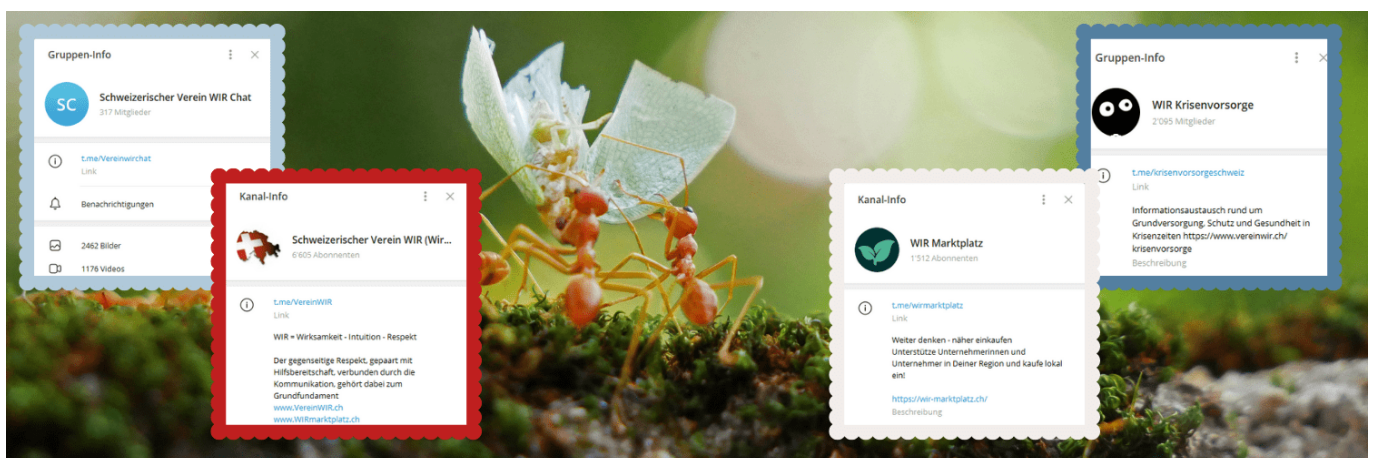 Gruppen-Info
SC
Schweizerischer Verein WIR Chat
317 Mitglieder
t.me/Vereinwirchat
Link
Benachrichtigungen
2462 Bilder
1176 Videos
Kanal-Info
Schweizerischer Verein WIR (Wir...
6'605 Abonnenten
t.me/VereinWIR
Link
WIR = Wirksamkeit - Intuition - Respekt
Der gegenseitige Respekt, gepaart mit
Hilfsbereitschaft, verbunden durch die
Kommunikation, gehört dabei zum
Grundfundament
www.VereinWIR.ch
www.WIRmarktplatz.ch
Kanal-Info
WIR Marktplatz
1'512 Abonnenten
t.me/wirmarktplatz
Link
Weiter denken - näher einkaufen
Unterstütze Unternehmerinnen und
Unternehmer in Deiner Region und kaufe lokal
ein!
https://wir-marktplatz.ch/
Beschreibung
Gruppen-Info
WIR Krisenvorsorge
2'095 Mitglieder
t.me/krisenvorsorgeschweiz
Link
Informationsaustausch rund um
Grundversorgung, Schutz und Gesundheit in
Krisenzeiten https://www.vereinwir.ch/
krisenvorsorge
Beschreibung